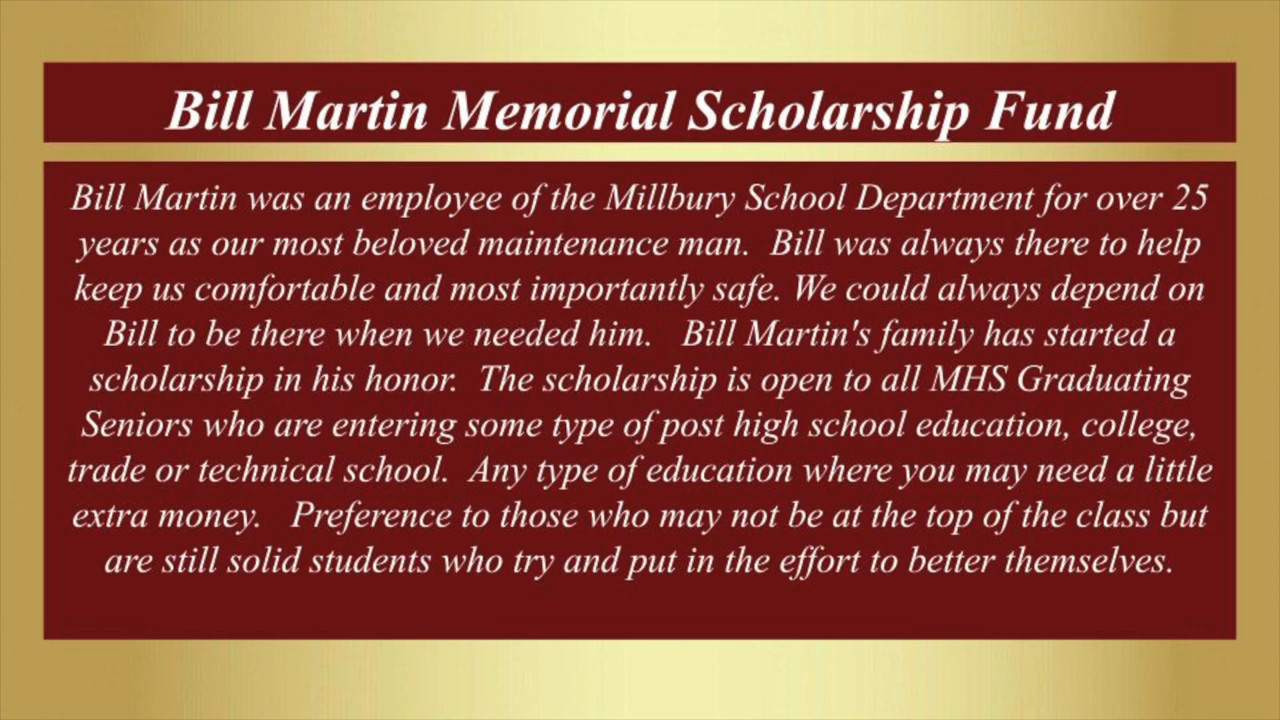 Bill Martin Memorial Scholarship Fund
Bill Martin was an employee of the Millbury School Department for over 25
years as our most beloved maintenance man.  Bill was always there to help
keep us comfortable and most importantly safe. We could always depend on
Bill to be there when we needed him.   Bill Martin's family has started a
scholarship in his honor.  The scholarship is open to all MHS Graduating
Seniors who are entering some type of post high school education, college,
trade or technical school.  Any type of education where you may need a little
extra money.   Preference to those who may not be at the top of the class but
are still solid students who try and put in the effort to better themselves.